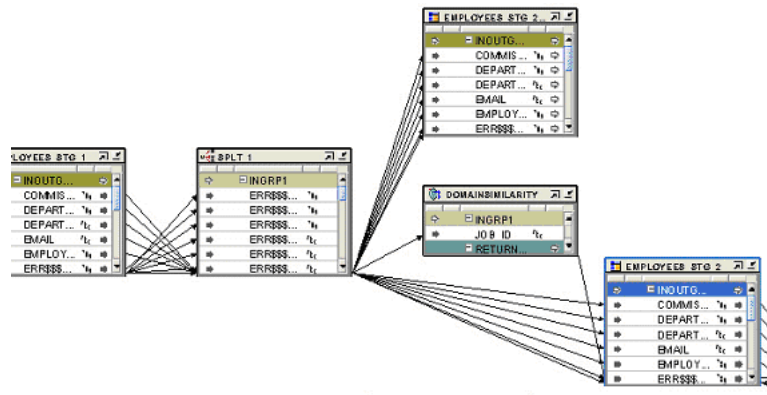 PLOYEES STG 1
INOUTG...
COMMIS...
DEPART...
DEPART...
EMAIL
EMPLOY...
ERR$$$...
SPLT 1
INGRP1
ERR$$$...
ERR$$$...
ERR$$$...
ERR$$$...
ERR$$$...
EMPLOYEES STG 2...
INOUTG...
COMMIS...
DEPART...
DEPART...
EMAIL
EMPLOY...
ERR$$$...
DOMAINSIMILARITY
INGRP1
JOB ID
RETURN...
EMPLOYEES STG 2
INOUTG...
COMMIS...
DEPART...
DEPART...
EMAIL
EMPLOY...
ERR$$$...